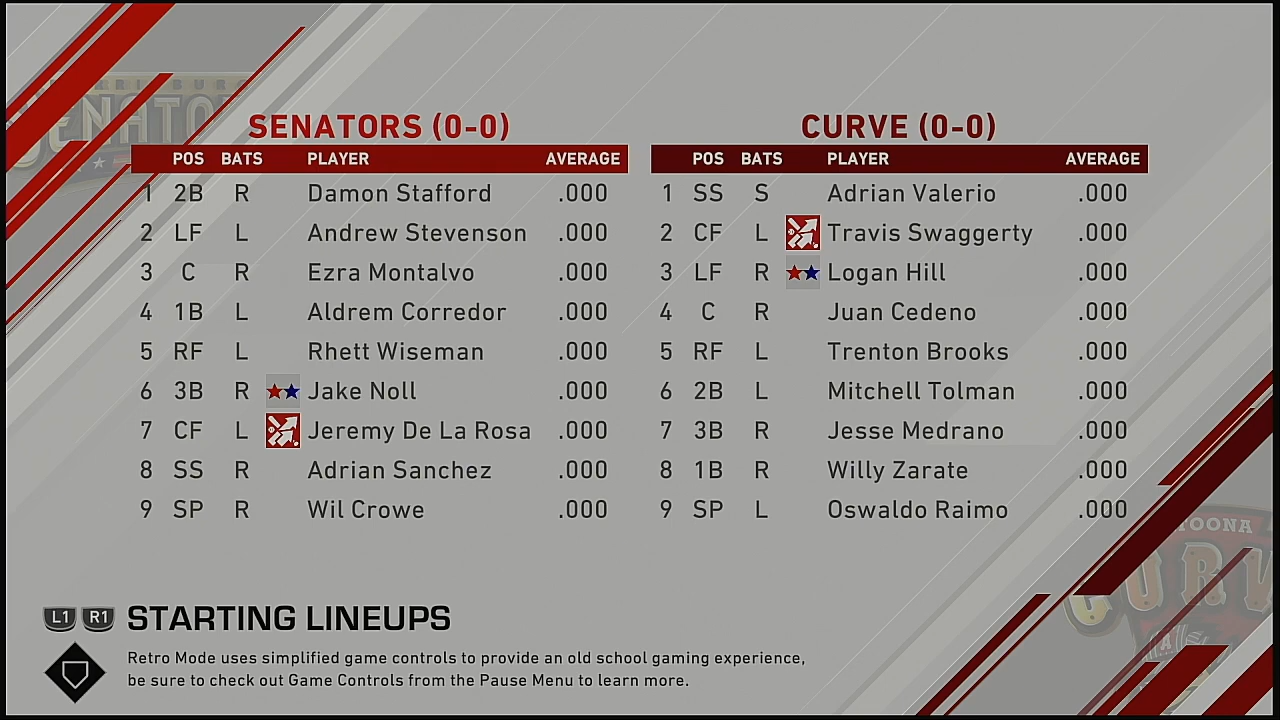 SENATORS (0-0)
POS BATS PLAYER AVERAGE
1 2B R Damon Stafford .000
2 LF L Andrew Stevenson .000
3 C R Ezra Montalvo .000
4 1B L Aldrem Corredor .000
5 RF L Rhett Wiseman .000
6 3B R Jake Noll .000
7 CF L Jeremy De La Rosa .000
8 SS R Adrian Sanchez .000
9 SP R Wil Crowe .000
CURVE (0-0)
POS BATS PLAYER AVERAGE
1 SS S Adrian Valerio .000
2 CF L Travis Swaggerty .000
3 LF R Logan Hill .000
4 C R Juan Cedeno .000
5 RF L Trenton Brooks .000
6 2B L Mitchell Tolman .000
7 3B R Jesse Medrano .000
8 1B R Willy Zarate .000
9 SP L Oswaldo Raimo .000
L1 R1 STARTING LINEUPS
Retro Mode uses simplified game controls to provide an old school gaming experience,
be sure to check out Game Controls from the Pause Menu to learn more.